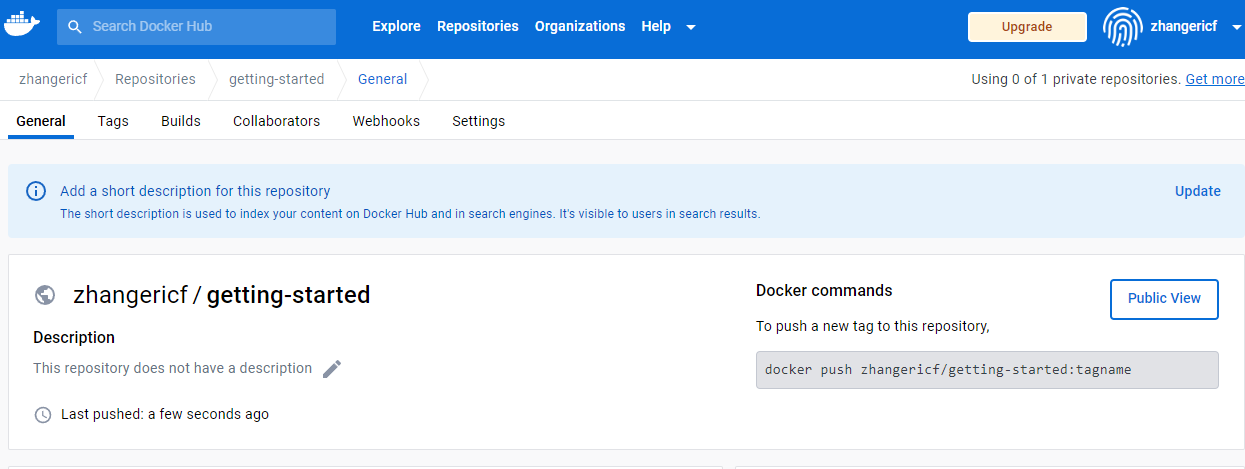 Search Docker Hub
Explore Repositories Organizations Help
Upgrade
zhangericf
zhangericf Repositories getting-started General
Using 0 of 1 private repositories. Get more
General Tags Builds Collaborators Webhooks Settings
Add a short description for this repository
Update
The short description is used to index your content on Docker Hub and in search engines. It's visible to users in search results.
zhangericf / getting-started
Description
This repository does not have a description
Last pushed: a few seconds ago
Docker commands
Public View
To push a new tag to this repository,
docker push zhangericf/getting-started:tagname